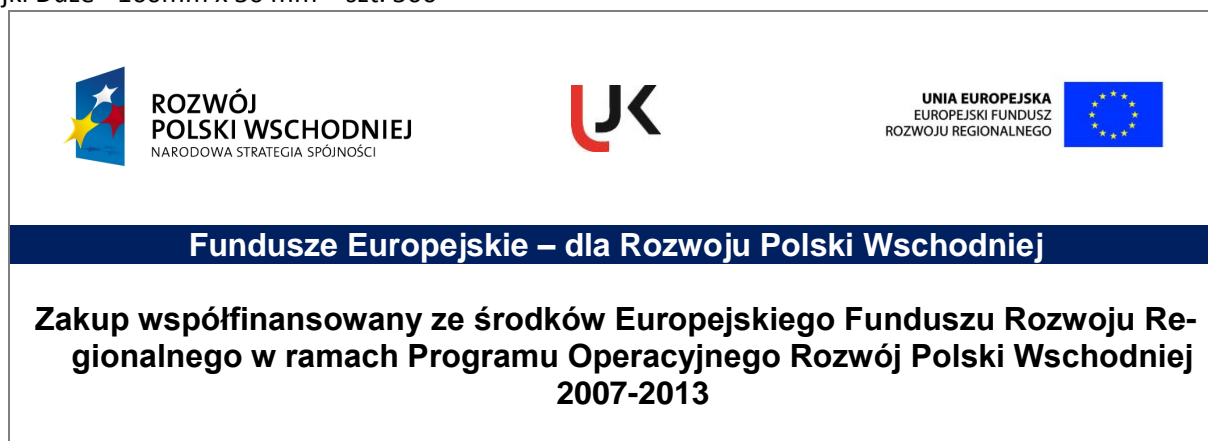 ROZWÓJ
POLSKI WSCHODNIEJ
NARODOWA STRATEGIA SPÓJNOŚCI
UJK
UNIA EUROPEJSKA
EUROPEJSKI FUNDUSZ
ROZWOJU REGIONALNEGO
Fundusze Europejskie – dla Rozwoju Polski Wschodniej
Zakup współfinansowany ze środków Europejskiego Funduszu Rozwoju Re-
gionalnego w ramach Programu Operacyjnego Rozwój Polski Wschodniej
2007-2013